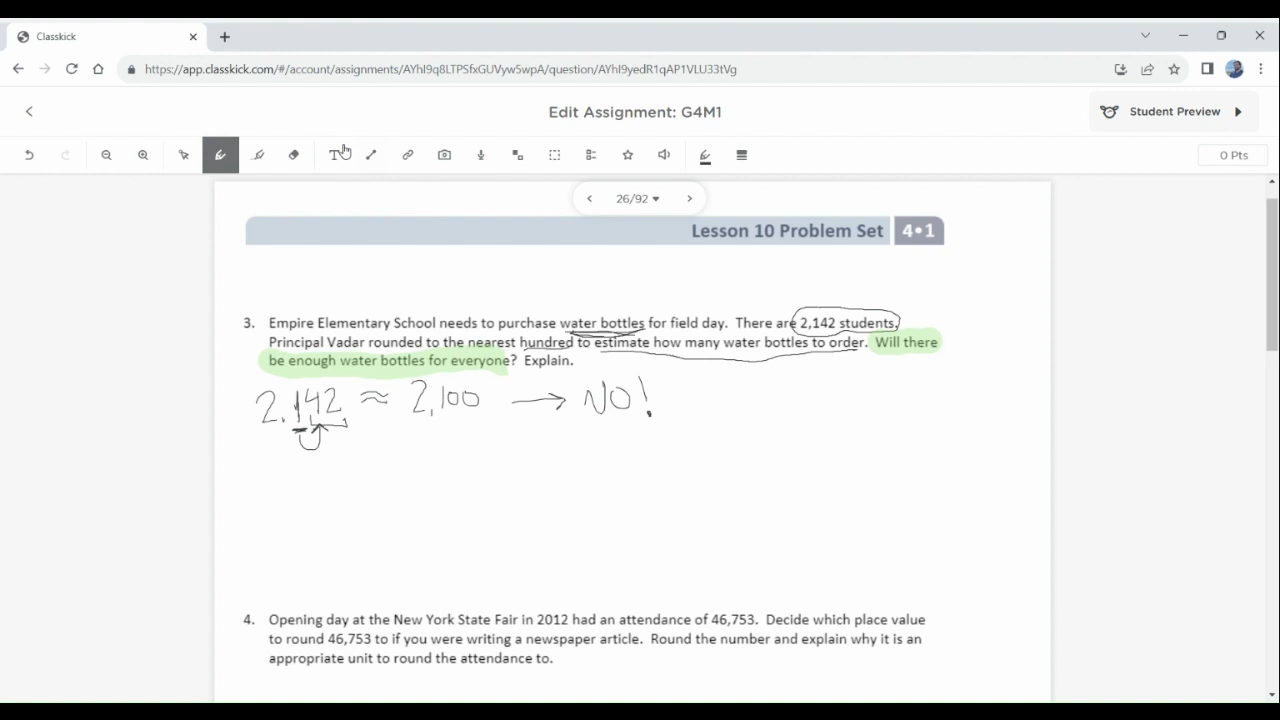 Classkick
https://app.classkick.com/#/account/assignments/AYhI9q8LTPSfxGUVyw5wpA/question/AYhI9yedR1qAP1VLU33tVg
Edit Assignment: G4M1
Student Preview
T
0 Pts
26/92
Lesson 10 Problem Set 4•1
3. Empire Elementary School needs to purchase water bottles for field day. There are 2,142 students.
Principal Vadar rounded to the nearest hundred to estimate how many water bottles to order. Will there
be enough water bottles for everyone? Explain.
2,142 ≈ 2,100 → NO!
4. Opening day at the New York State Fair in 2012 had an attendance of 46,753. Decide which place value
to round 46,753 to if you were writing a newspaper article. Round the number and explain why it is an
appropriate unit to round the attendance to.